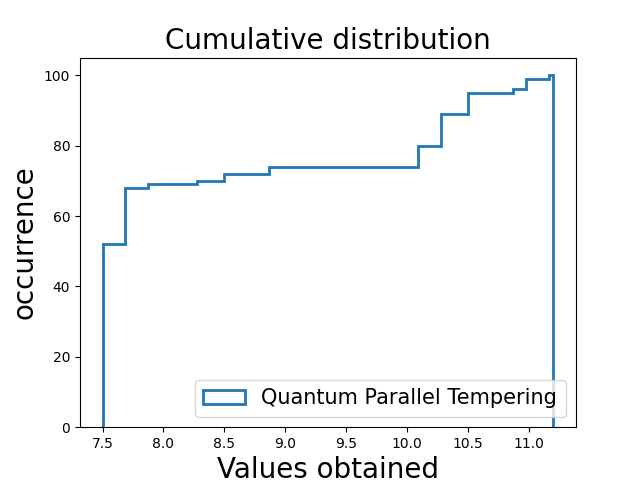 Cumulative distribution
100
80
60
40
20
0
occurrence
Quantum Parallel Tempering
7.5 8.0 8.5 9.0 9.5 10.0 10.5 11.0
Values obtained